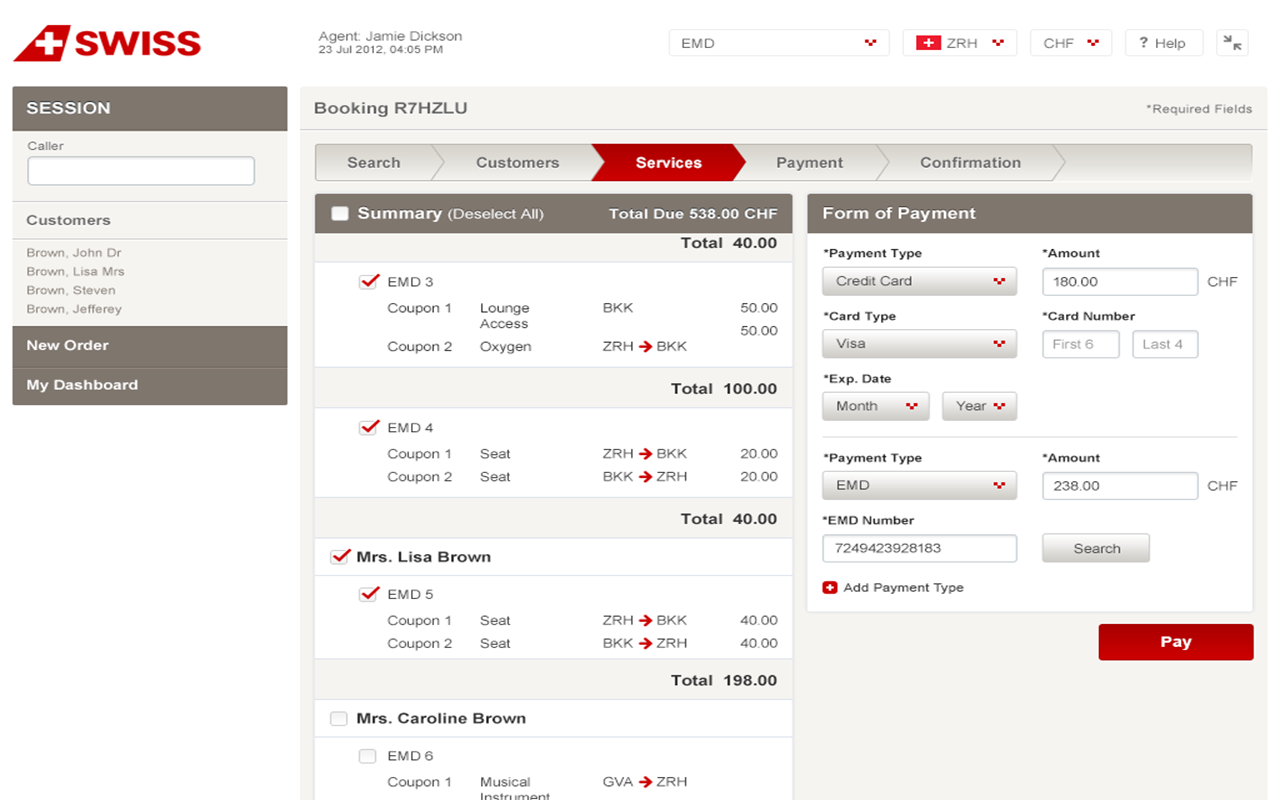 SWISS
Agent: Jamie Dickson
23 Jul 2012, 04:05 PM
EMD
ZRH
CHF
? Help
SESSION
Caller
Customers
Brown, John Dr
Brown, Lisa Mrs
Brown, Steven
Brown, Jefferey
New Order
My Dashboard
Booking R7HZLU
*Required Fields
Search
Customers
Services
Payment
Confirmation
Summary (Deselect All) Total Due 538.00 CHF
Total 40.00
EMD 3
Coupon 1 Lounge Access BKK 50.00
50.00
Coupon 2 Oxygen ZRH ➔ BKK
Total 100.00
EMD 4
Coupon 1 Seat ZRH ➔ BKK 20.00
Coupon 2 Seat BKK ➔ ZRH 20.00
Total 40.00
Mrs. Lisa Brown
EMD 5
Coupon 1 Seat ZRH ➔ BKK 40.00
Coupon 2 Seat BKK ➔ ZRH 40.00
Total 198.00
Mrs. Caroline Brown
EMD 6
Coupon 1 Musical Instrument GVA ➔ ZRH
Form of Payment
*Payment Type *Amount
Credit Card 180.00 CHF
*Card Type *Card Number
Visa First 6 Last 4
*Exp. Date
Month Year
*Payment Type *Amount
EMD 238.00 CHF
*EMD Number
7249423928183 Search
Add Payment Type
Pay